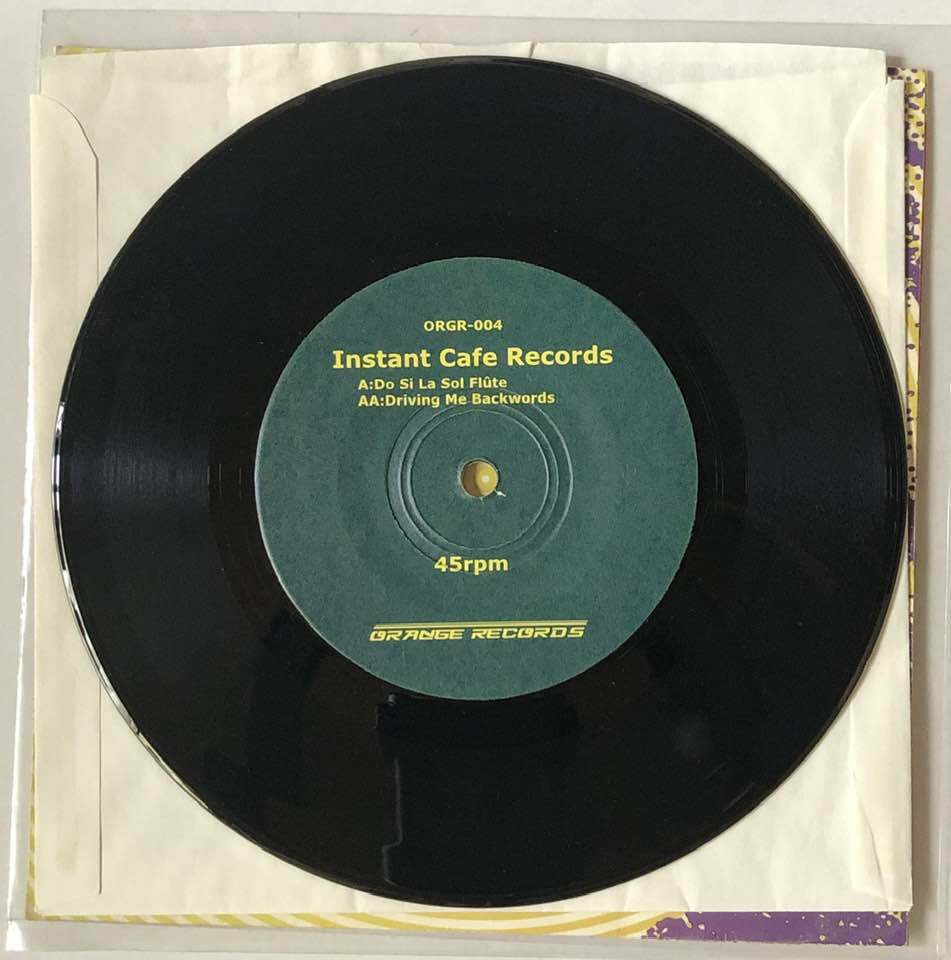 ORGR-004
Instant Cafe Records
A:Do Si La Sol Flûte
AA:Driving Me Backwords
45rpm
ORANGE RECORDS